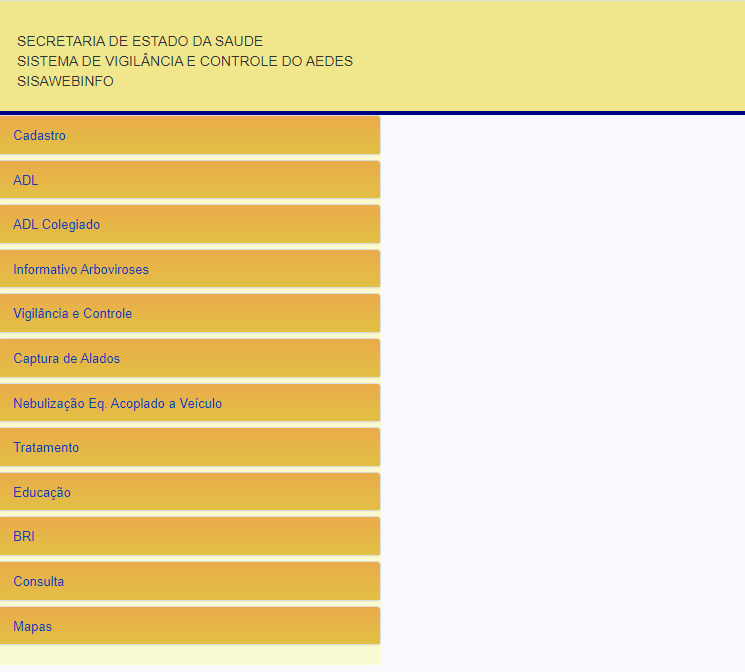 SECRETARIA DE ESTADO DA SAUDE
SISTEMA DE VIGILÂNCIA E CONTROLE DO AEDES
SISAWEBINFO
Cadastro
ADL
ADL Colegiado
Informativo Arboviroses
Vigilância e Controle
Captura de Alados
Nebulização Eq. Acoplado a Veículo
Tratamento
Educação
BRI
Consulta
Mapas